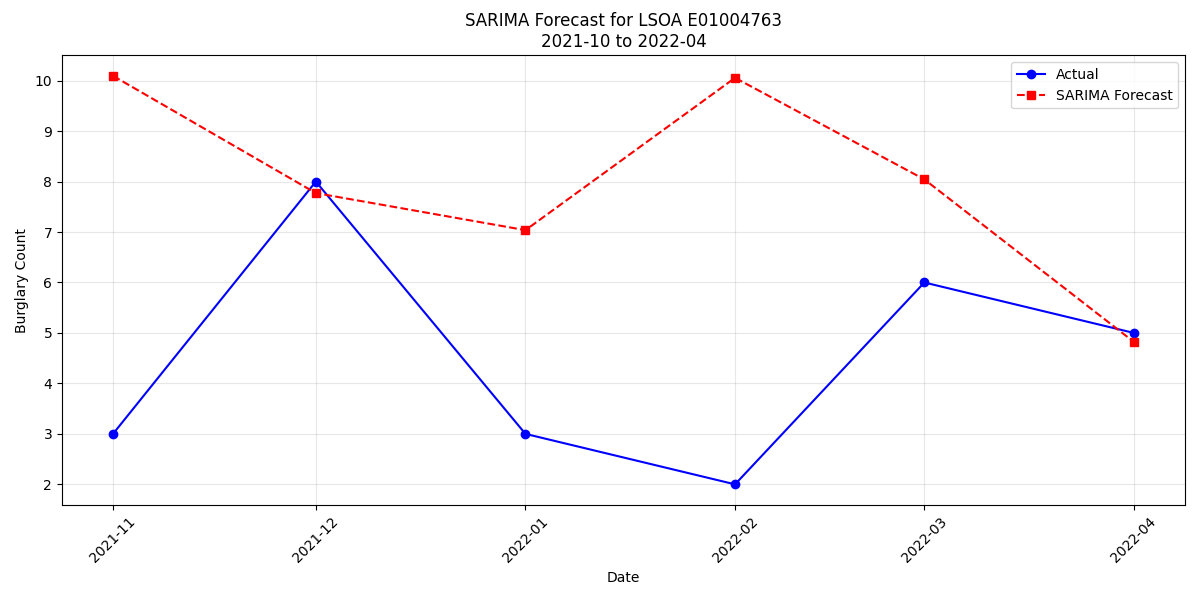 SARIMA Forecast for LSOA E01004763
2021-10 to 2022-04
Actual
SARIMA Forecast
Burglary Count
10
9
8
7
6
5
4
3
2
2021-11
2021-12
2022-01
2022-02
2022-03
2022-04
Date